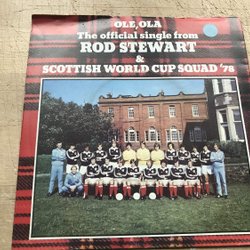 OLE, OLA
The official single from
ROD STEWART
&
SCOTTISH WORLD CUP SQUAD '78